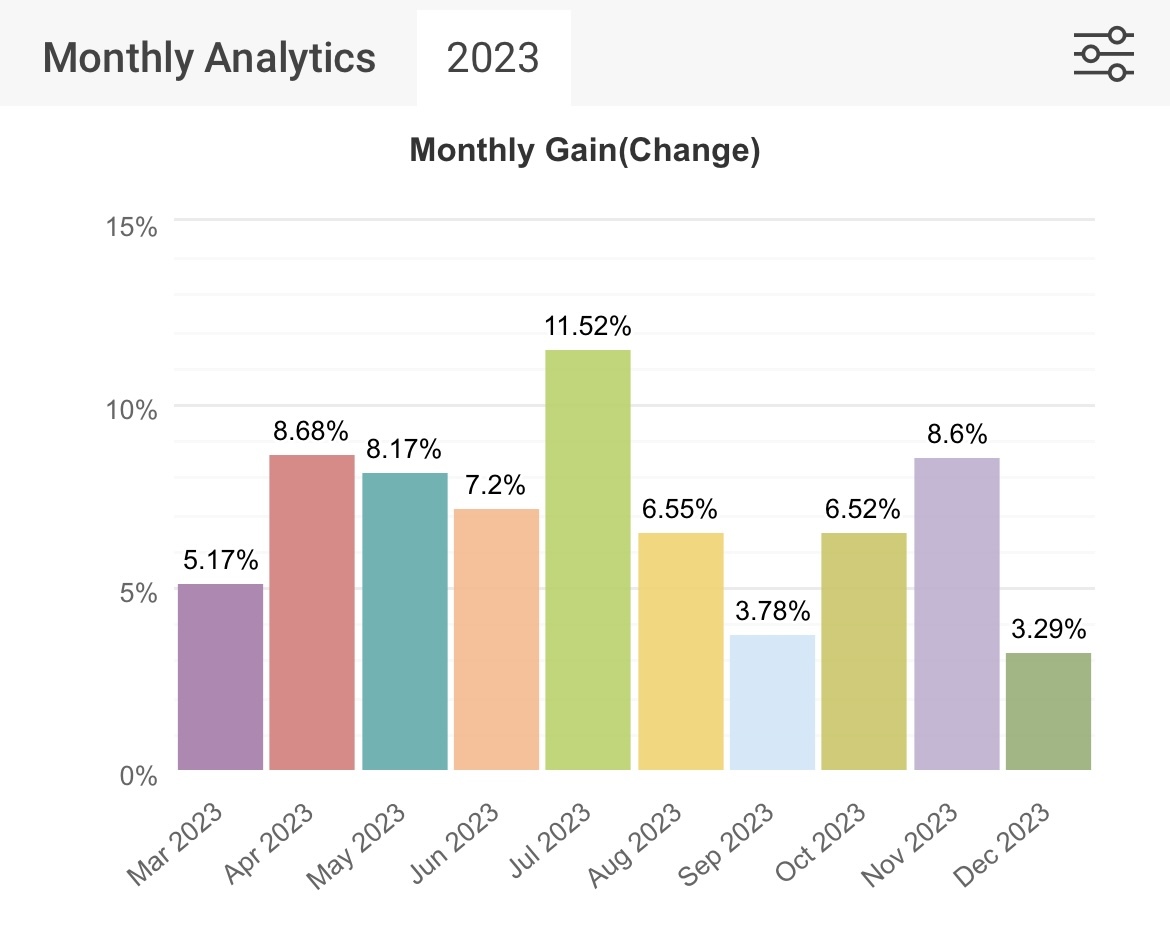 Monthly Analytics 2023
Monthly Gain(Change)
15%
10%
5%
0%
5.17%
8.68%
8.17%
7.2%
11.52%
6.55%
3.78%
6.52%
8.6%
3.29%
Mar 2023
Apr 2023
May 2023
Jun 2023
Jul 2023
Aug 2023
Sep 2023
Oct 2023
Nov 2023
Dec 2023